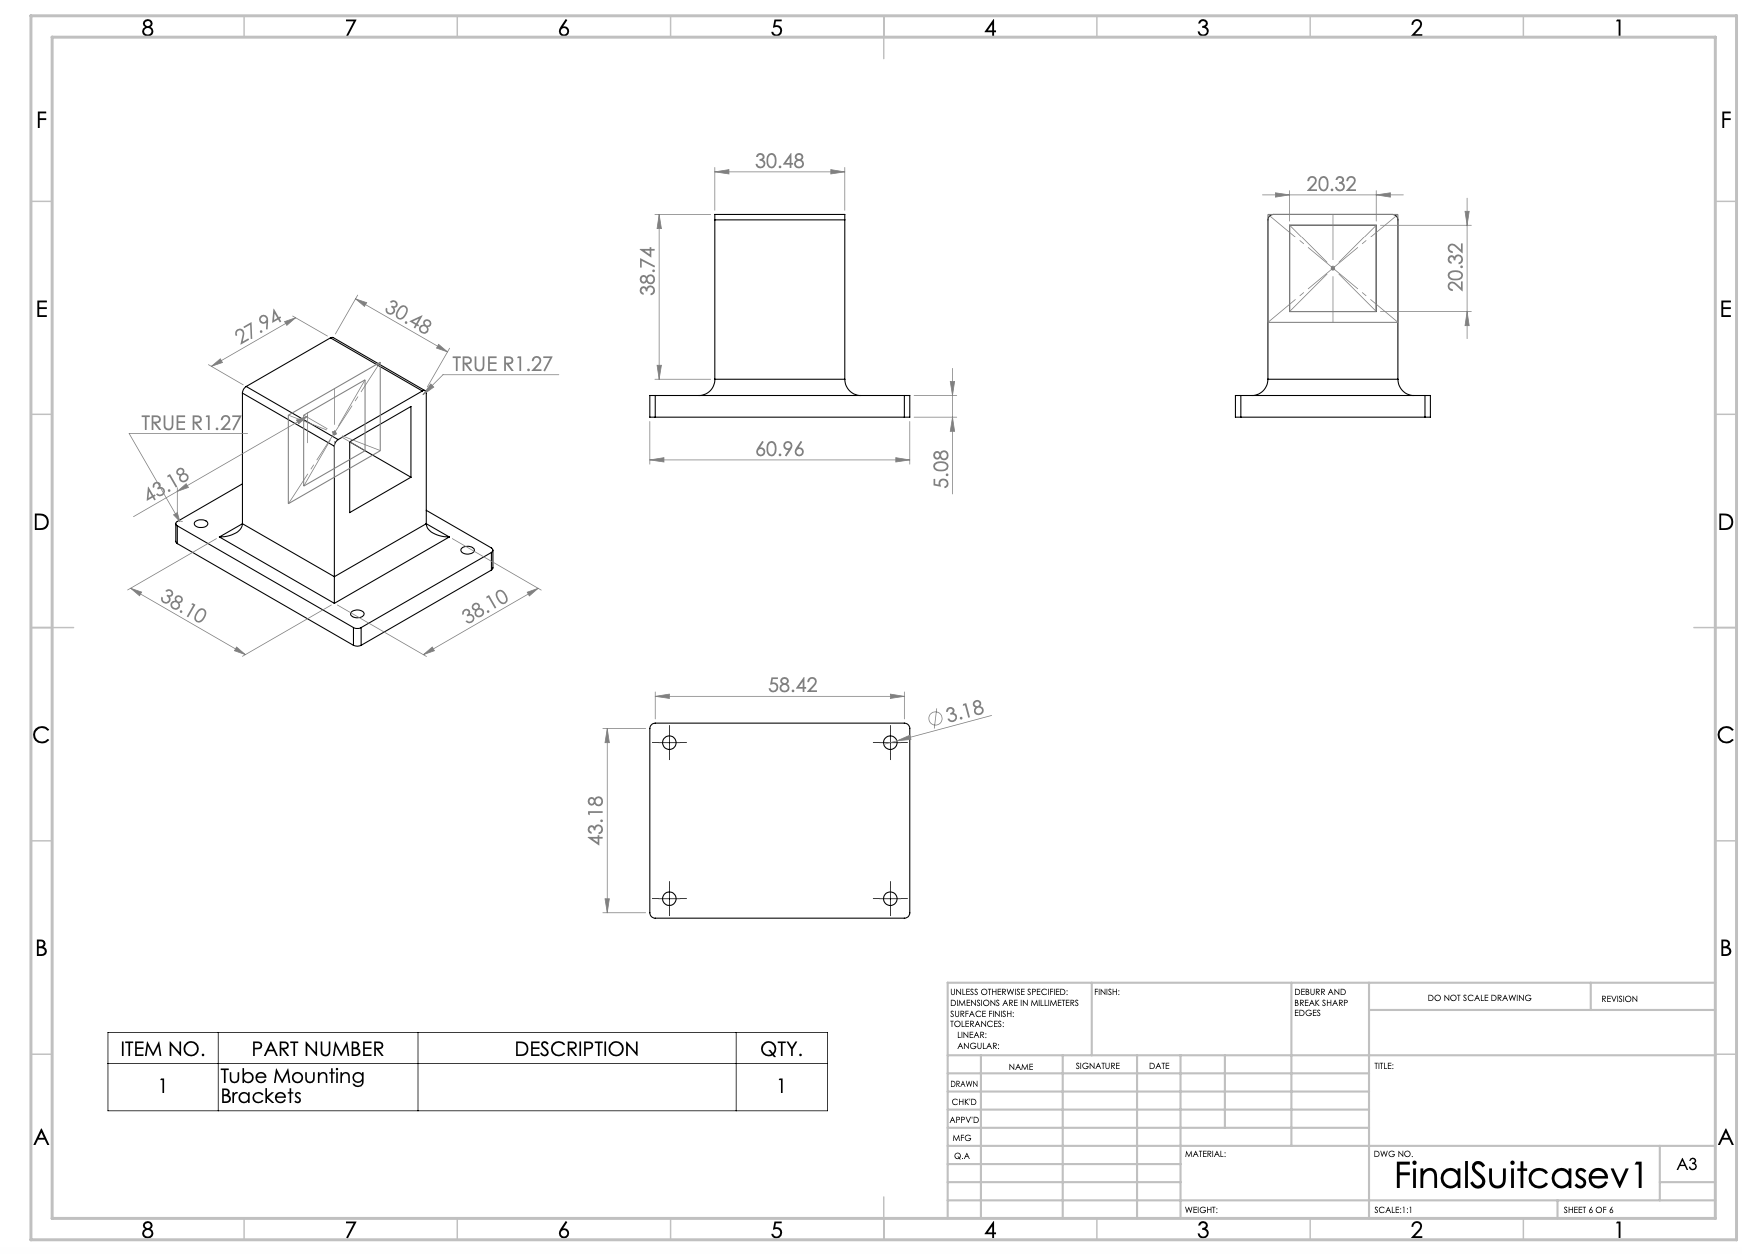 8 7 6 5 4 3 2 1
F F
E E
D D
C C
B B
A A
30.48
38.74
60.96
5.08
20.32
20.32
27.94
30.48
TRUE R1.27
TRUE R1.27
43.18
38.10
38.10
58.42
∅3.18
43.18
ITEM NO. PART NUMBER DESCRIPTION QTY.
1 Tube Mounting Brackets 1
UNLESS OTHERWISE SPECIFIED:
DIMENSIONS ARE IN MILLIMETERS
SURFACE FINISH:
TOLERANCES:
LINEAR:
ANGULAR:
FINISH:
DEBURR AND
BREAK SHARP
EDGES
DO NOT SCALE DRAWING
REVISION
NAME SIGNATURE DATE
DRAWN
CHK'D
APPV'D
MFG
Q.A
TITLE:
MATERIAL:
DWG NO.
FinalSuitcasev1
A3
WEIGHT:
SCALE:1:1
SHEET 6 OF 6
8 7 6 5 4 3 2 1